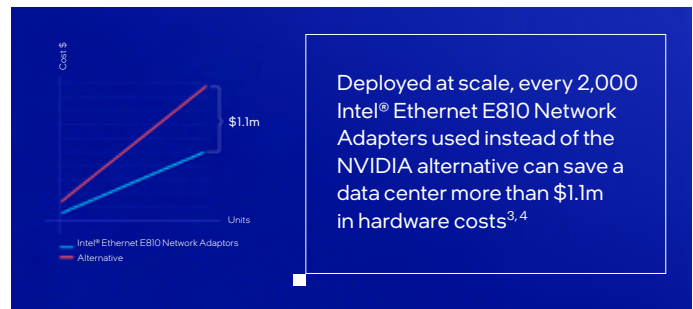 Cost $
$1.1m
Units
Intel® Ethernet E810 Network Adaptors
Alternative
Deployed at scale, every 2,000
Intel® Ethernet E810 Network
Adapters used instead of the
NVIDIA alternative can save a
data center more than $1.1m
in hardware costs³,⁴